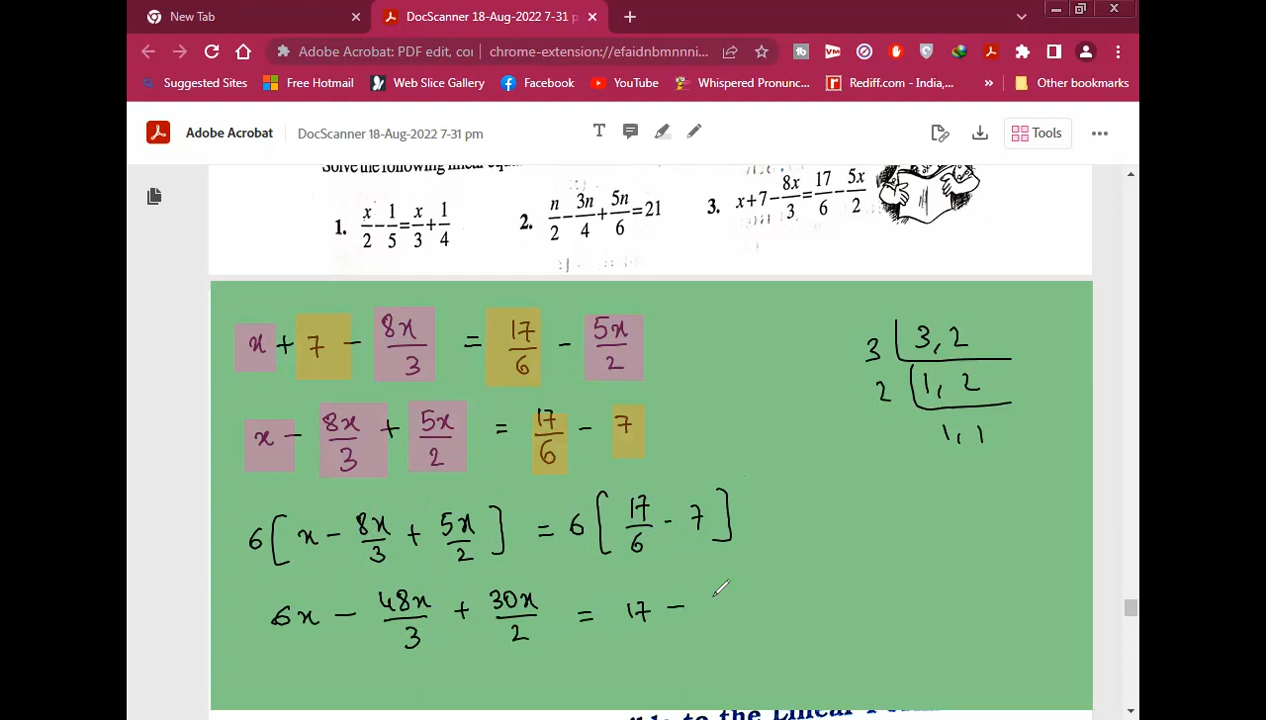 New Tab
DocScanner 18-Aug-2022 7-31 p
Adobe Acrobat: PDF edit, co | chrome-extension://efaidnbmnnni...
Suggested Sites Free Hotmail Web Slice Gallery Facebook YouTube Whispered Pronunc... Rediff.com - India,... » Other bookmarks
Adobe Acrobat DocScanner 18-Aug-2022 7-31 pm Tools
Solve the following linear equ
1. x/2 - 1/5 = x/3 + 1/4 2. n/2 - 3n/4 + 5n/6 = 21 3. x + 7 - 8x/3 = 17/6 - 5x/2
x + 7 - 8x/3 = 17/6 - 5x/2
3 | 3, 2
2 | 1, 2
1, 1
x - 8x/3 + 5x/2 = 17/6 - 7
6[x - 8x/3 + 5x/2] = 6[17/6 - 7]
6x - 48x/3 + 30x/2 = 17 -
to the Linear